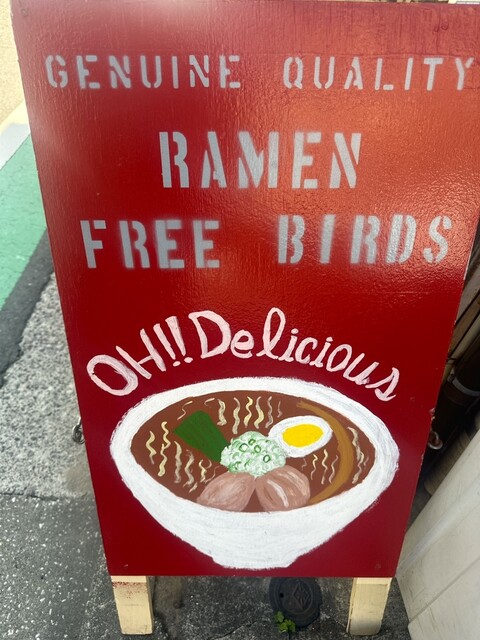 GENUINE QUALITY
RAMEN
FREE BIRDS
OH!! Delicious